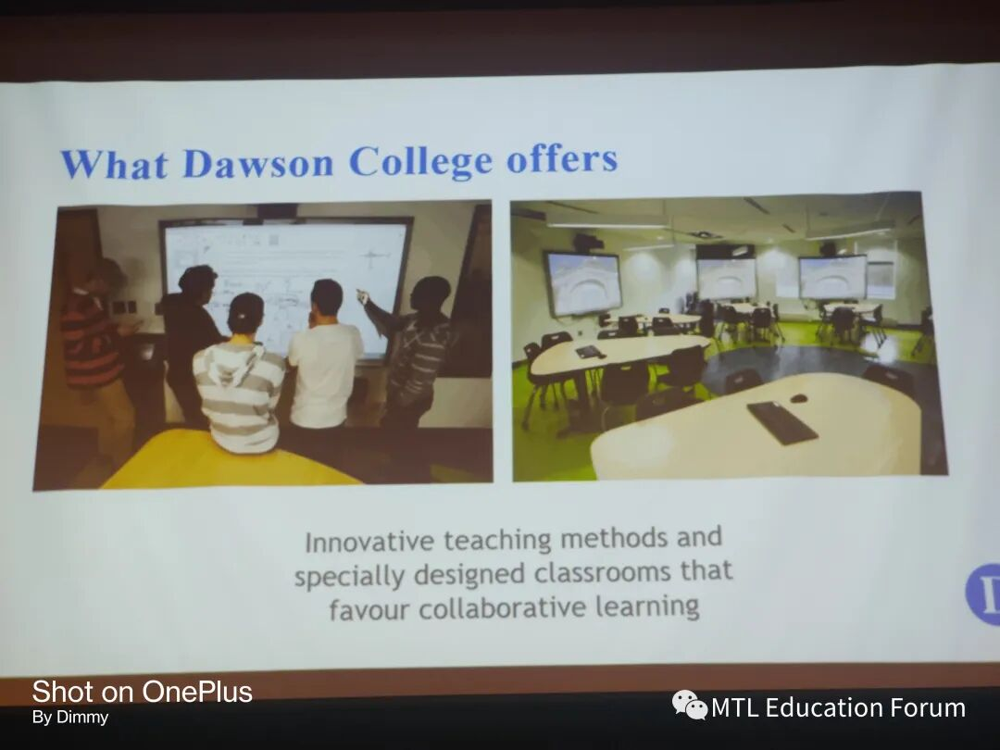 What Dawson College offers
Innovative teaching methods and
specially designed classrooms that
favour collaborative learning
D
Shot on OnePlus
By Dimmy
MTL Education Forum